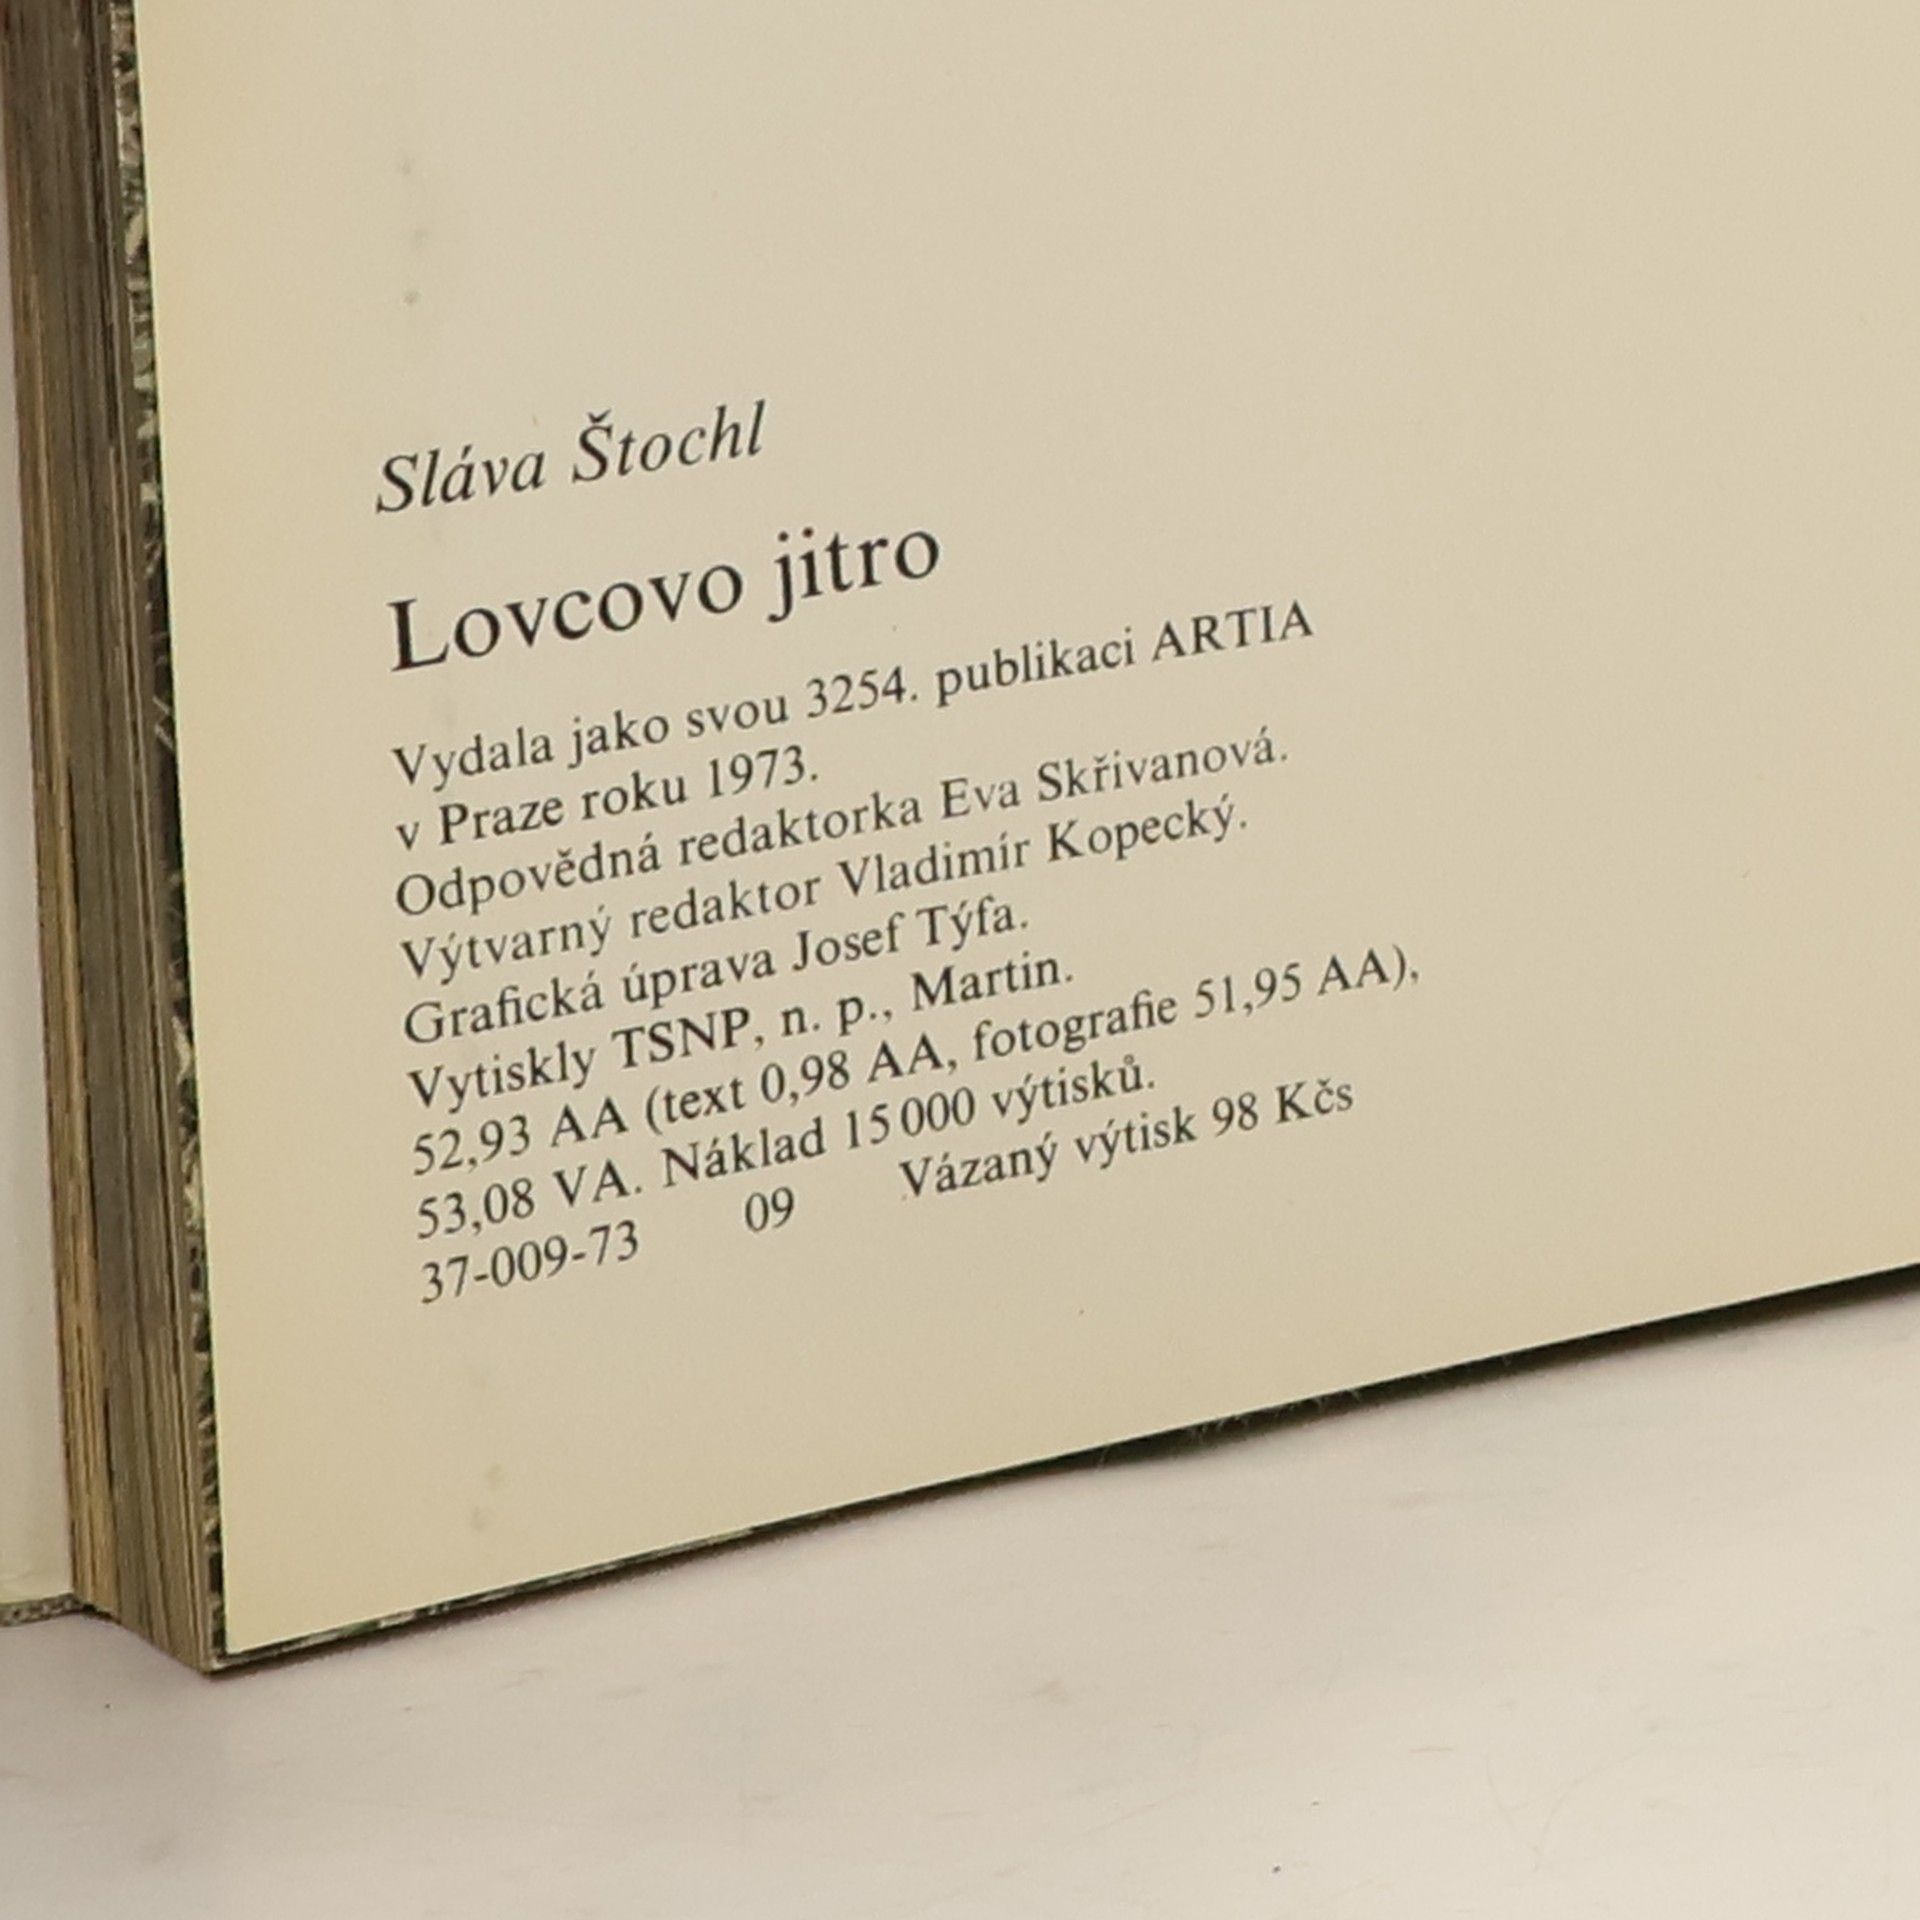 Sláva Štochl
Lovcovo jitro
Vydala jako svou 3254. publikaci ARTIA
v Praze roku 1973.
Odpovědná redaktorka Eva Skřivanová.
Výtvarný redaktor Vladimír Kopecký.
Grafická úprava Josef Týfa.
Vytiskly TSNP, n. p., Martin.
52,93 AA (text 0,98 AA, fotografie 51,95 AA),
53,08 VA. Náklad 15 000 výtisků.
37-009-73 09 Vázaný výtisk 98 Kčs